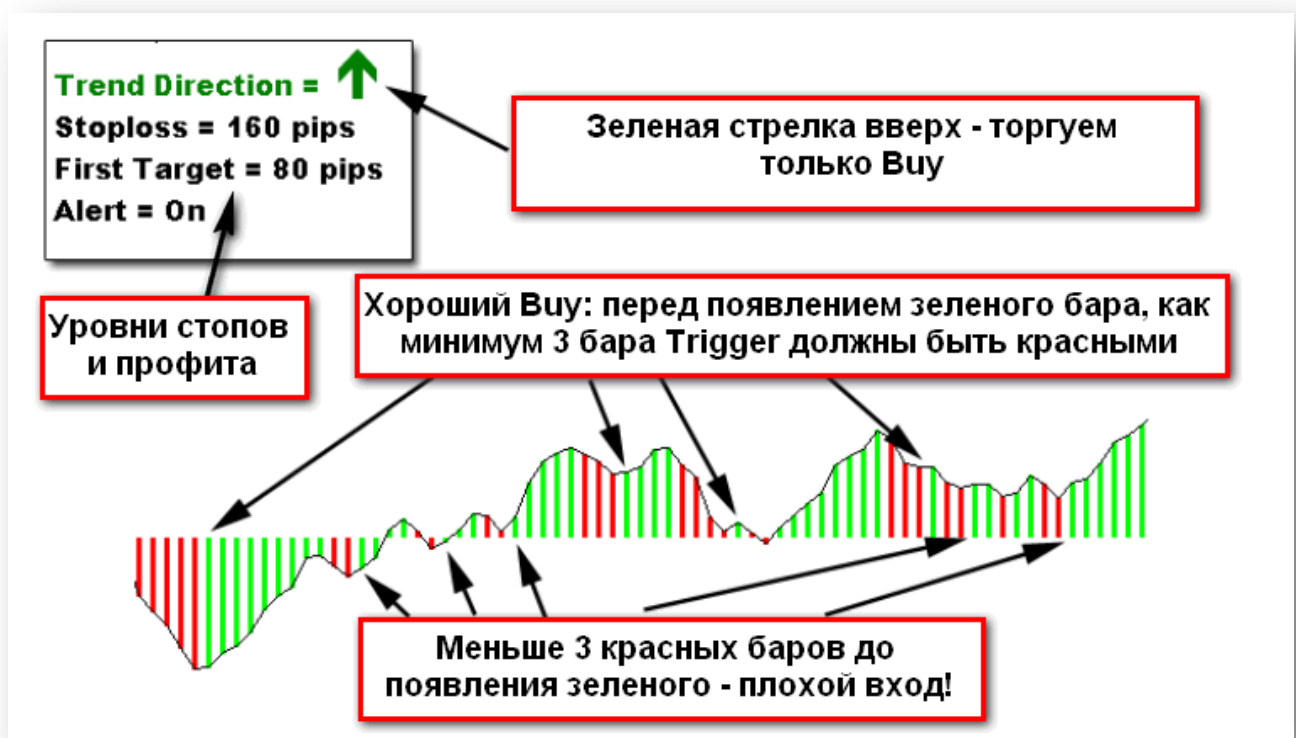 Trend Direction =
Stoploss = 160 pips
First Target = 80 pips
Alert = On
Зеленая стрелка вверх - торгуем
только Buy
Уровни стопов
и профита
Хороший Buy: перед появлением зеленого бара, как
минимум 3 бара Trigger должны быть красными
Меньше 3 красных баров до
появления зеленого - плохой вход!